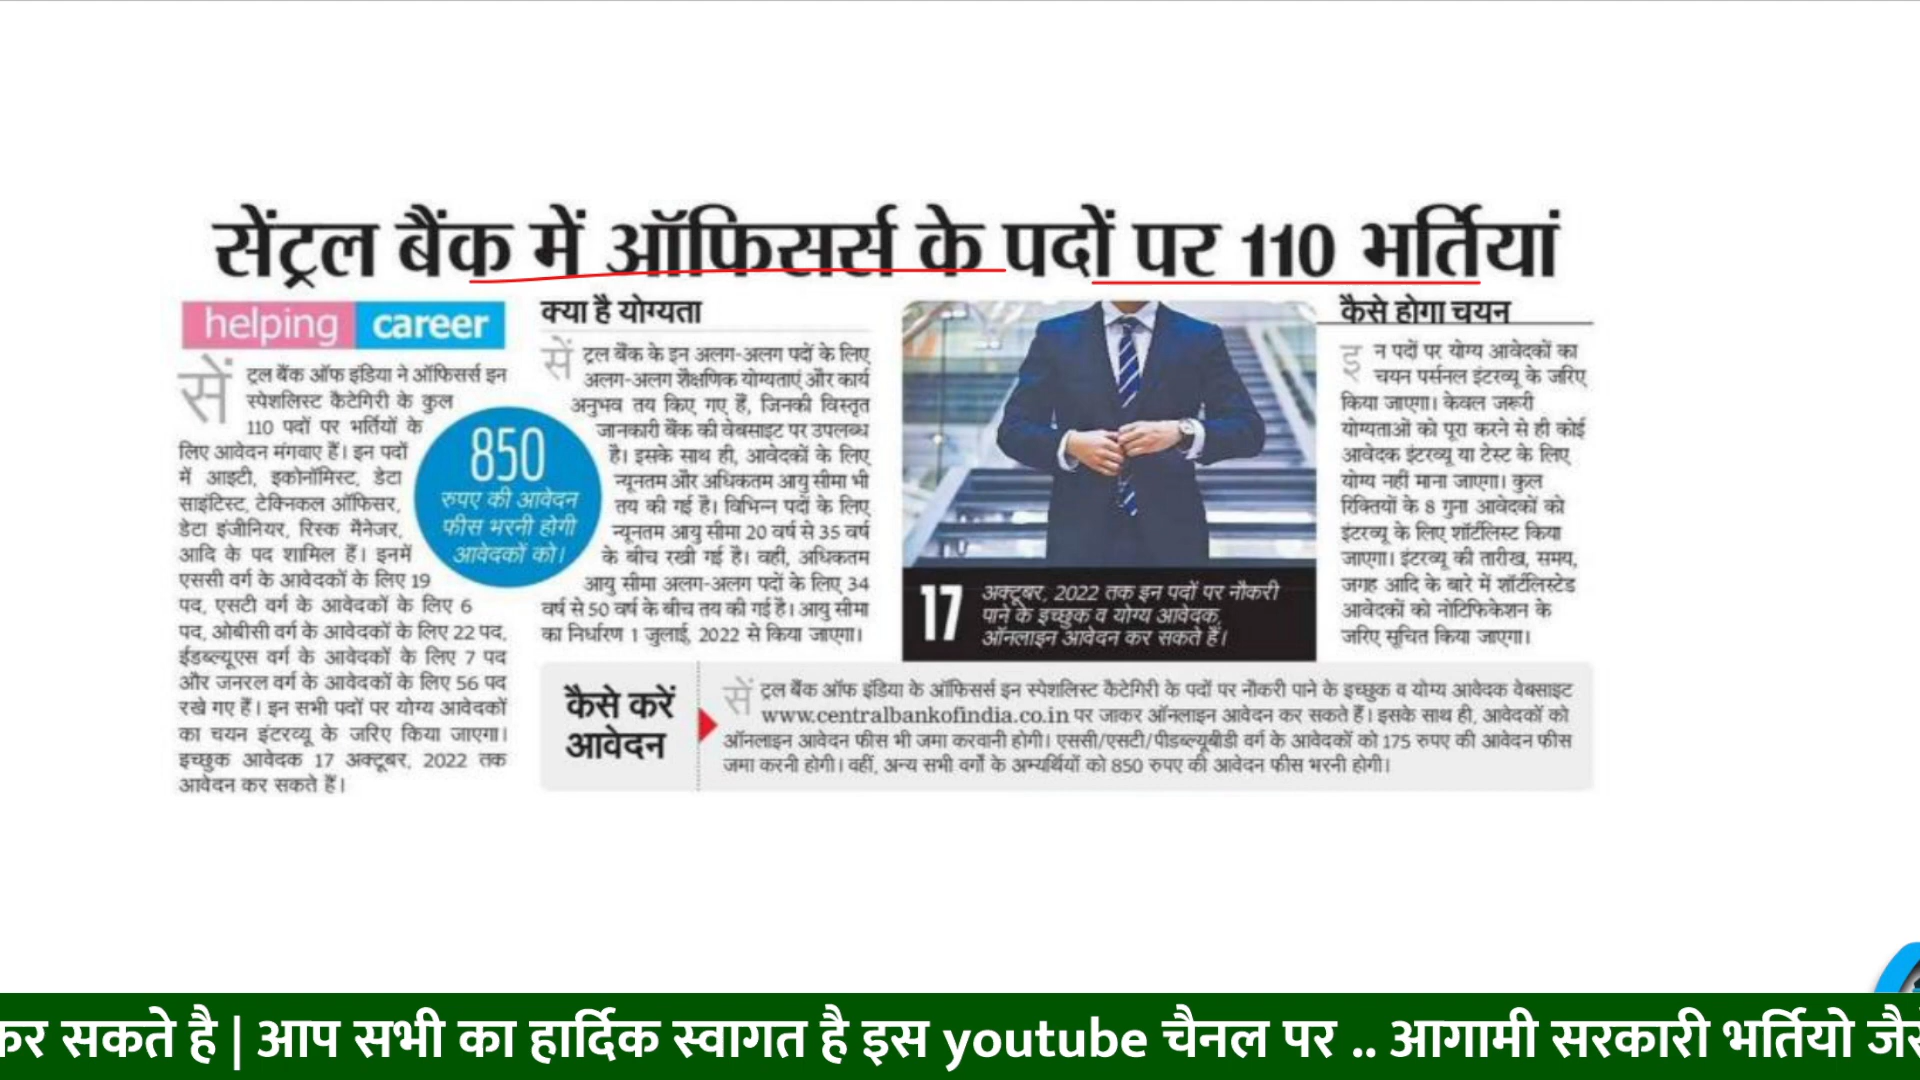 सेंट्रल बैंक में ऑफिसर्स के पदों पर 110 भर्तियां
helping career
सेंट्रल बैंक ऑफ इंडिया ने ऑफिसर्स इन
स्पेशलिस्ट कैटेगिरी के कुल
110 पदों पर भर्तियों के
लिए आवेदन मंगवाए हैं। इन पदों
में आइटी, इकोनॉमिस्ट, डेटा
साइंटिस्ट, टेक्निकल ऑफिसर,
डेटा इंजीनियर, रिस्क मैनेजर,
आदि के पद शामिल हैं। इनमें
एससी वर्ग के आवेदकों के लिए 19
पद, एसटी वर्ग के आवेदकों के लिए 6
पद, ओबीसी वर्ग के आवेदकों के लिए 22 पद,
ईडब्ल्यूएस वर्ग के आवेदकों के लिए 7 पद
और जनरल वर्ग के आवेदकों के लिए 56 पद
रखे गए हैं। इन सभी पदों पर योग्य आवेदकों
का चयन इंटरव्यू के जरिए किया जाएगा।
इच्छुक आवेदक 17 अक्टूबर, 2022 तक
आवेदन कर सकते हैं।
850
रुपए की आवेदन
फीस भरनी होगी
आवेदकों को।
क्या है योग्यता
सेंट्रल बैंक के इन अलग-अलग पदों के लिए
अलग-अलग शैक्षणिक योग्यताएं और कार्य
अनुभव तय किए गए हैं, जिनकी विस्तृत
जानकारी बैंक की वेबसाइट पर उपलब्ध
है। इसके साथ ही, आवेदकों के लिए
न्यूनतम और अधिकतम आयु सीमा भी
तय की गई है। विभिन्न पदों के लिए
न्यूनतम आयु सीमा 20 वर्ष से 35 वर्ष
के बीच रखी गई है। वहीं, अधिकतम
आयु सीमा अलग-अलग पदों के लिए 34
वर्ष से 50 वर्ष के बीच तय की गई है। आयु सीमा
का निर्धारण 1 जुलाई, 2022 से किया जाएगा।
17
अक्टूबर, 2022 तक इन पदों पर नौकरी
पाने के इच्छुक व योग्य आवेदक
ऑनलाइन आवेदन कर सकते हैं।
कैसे होगा चयन
इन पदों पर योग्य आवेदकों का
चयन पर्सनल इंटरव्यू के जरिए
किया जाएगा। केवल जरूरी
योग्यताओं को पूरा करने से ही कोई
आवेदक इंटरव्यू या टेस्ट के लिए
योग्य नहीं माना जाएगा। कुल
रिक्तियों के 8 गुना आवेदकों को
इंटरव्यू के लिए शॉर्टलिस्ट किया
जाएगा। इंटरव्यू की तारीख, समय,
जगह आदि के बारे में शॉर्टलिस्टेड
आवेदकों को नोटिफिकेशन के
जरिए सूचित किया जाएगा।
कैसे करें
आवेदन
सेंट्रल बैंक ऑफ इंडिया के ऑफिसर्स इन स्पेशलिस्ट कैटेगिरी के पदों पर नौकरी पाने के इच्छुक व योग्य आवेदक वेबसाइट
www.centralbankofindia.co.in पर जाकर ऑनलाइन आवेदन कर सकते हैं। इसके साथ ही, आवेदकों को
ऑनलाइन आवेदन फीस भी जमा करवानी होगी। एससी/एसटी/पीडब्ल्यूबीडी वर्ग के आवेदकों को 175 रुपए की आवेदन फीस
जमा करनी होगी। वहीं, अन्य सभी वर्गों के अभ्यर्थियों को 850 रुपए की आवेदन फीस भरनी होगी।
कर सकते है | आप सभी का हार्दिक स्वागत है इस youtube चैनल पर .. आगामी सरकारी भर्तियो